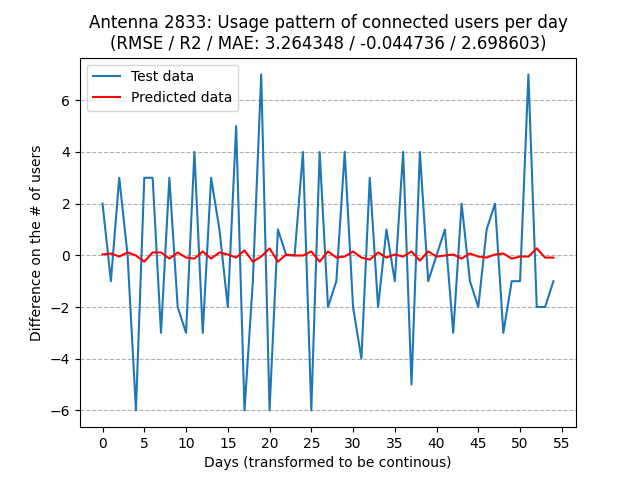 Antenna 2833: Usage pattern of connected users per day
(RMSE / R2 / MAE: 3.264348 / -0.044736 / 2.698603)
Test data
Predicted data
Difference on the # of users
6
4
2
0
−2
−4
−6
0 5 10 15 20 25 30 35 40 45 50 55
Days (transformed to be continous)